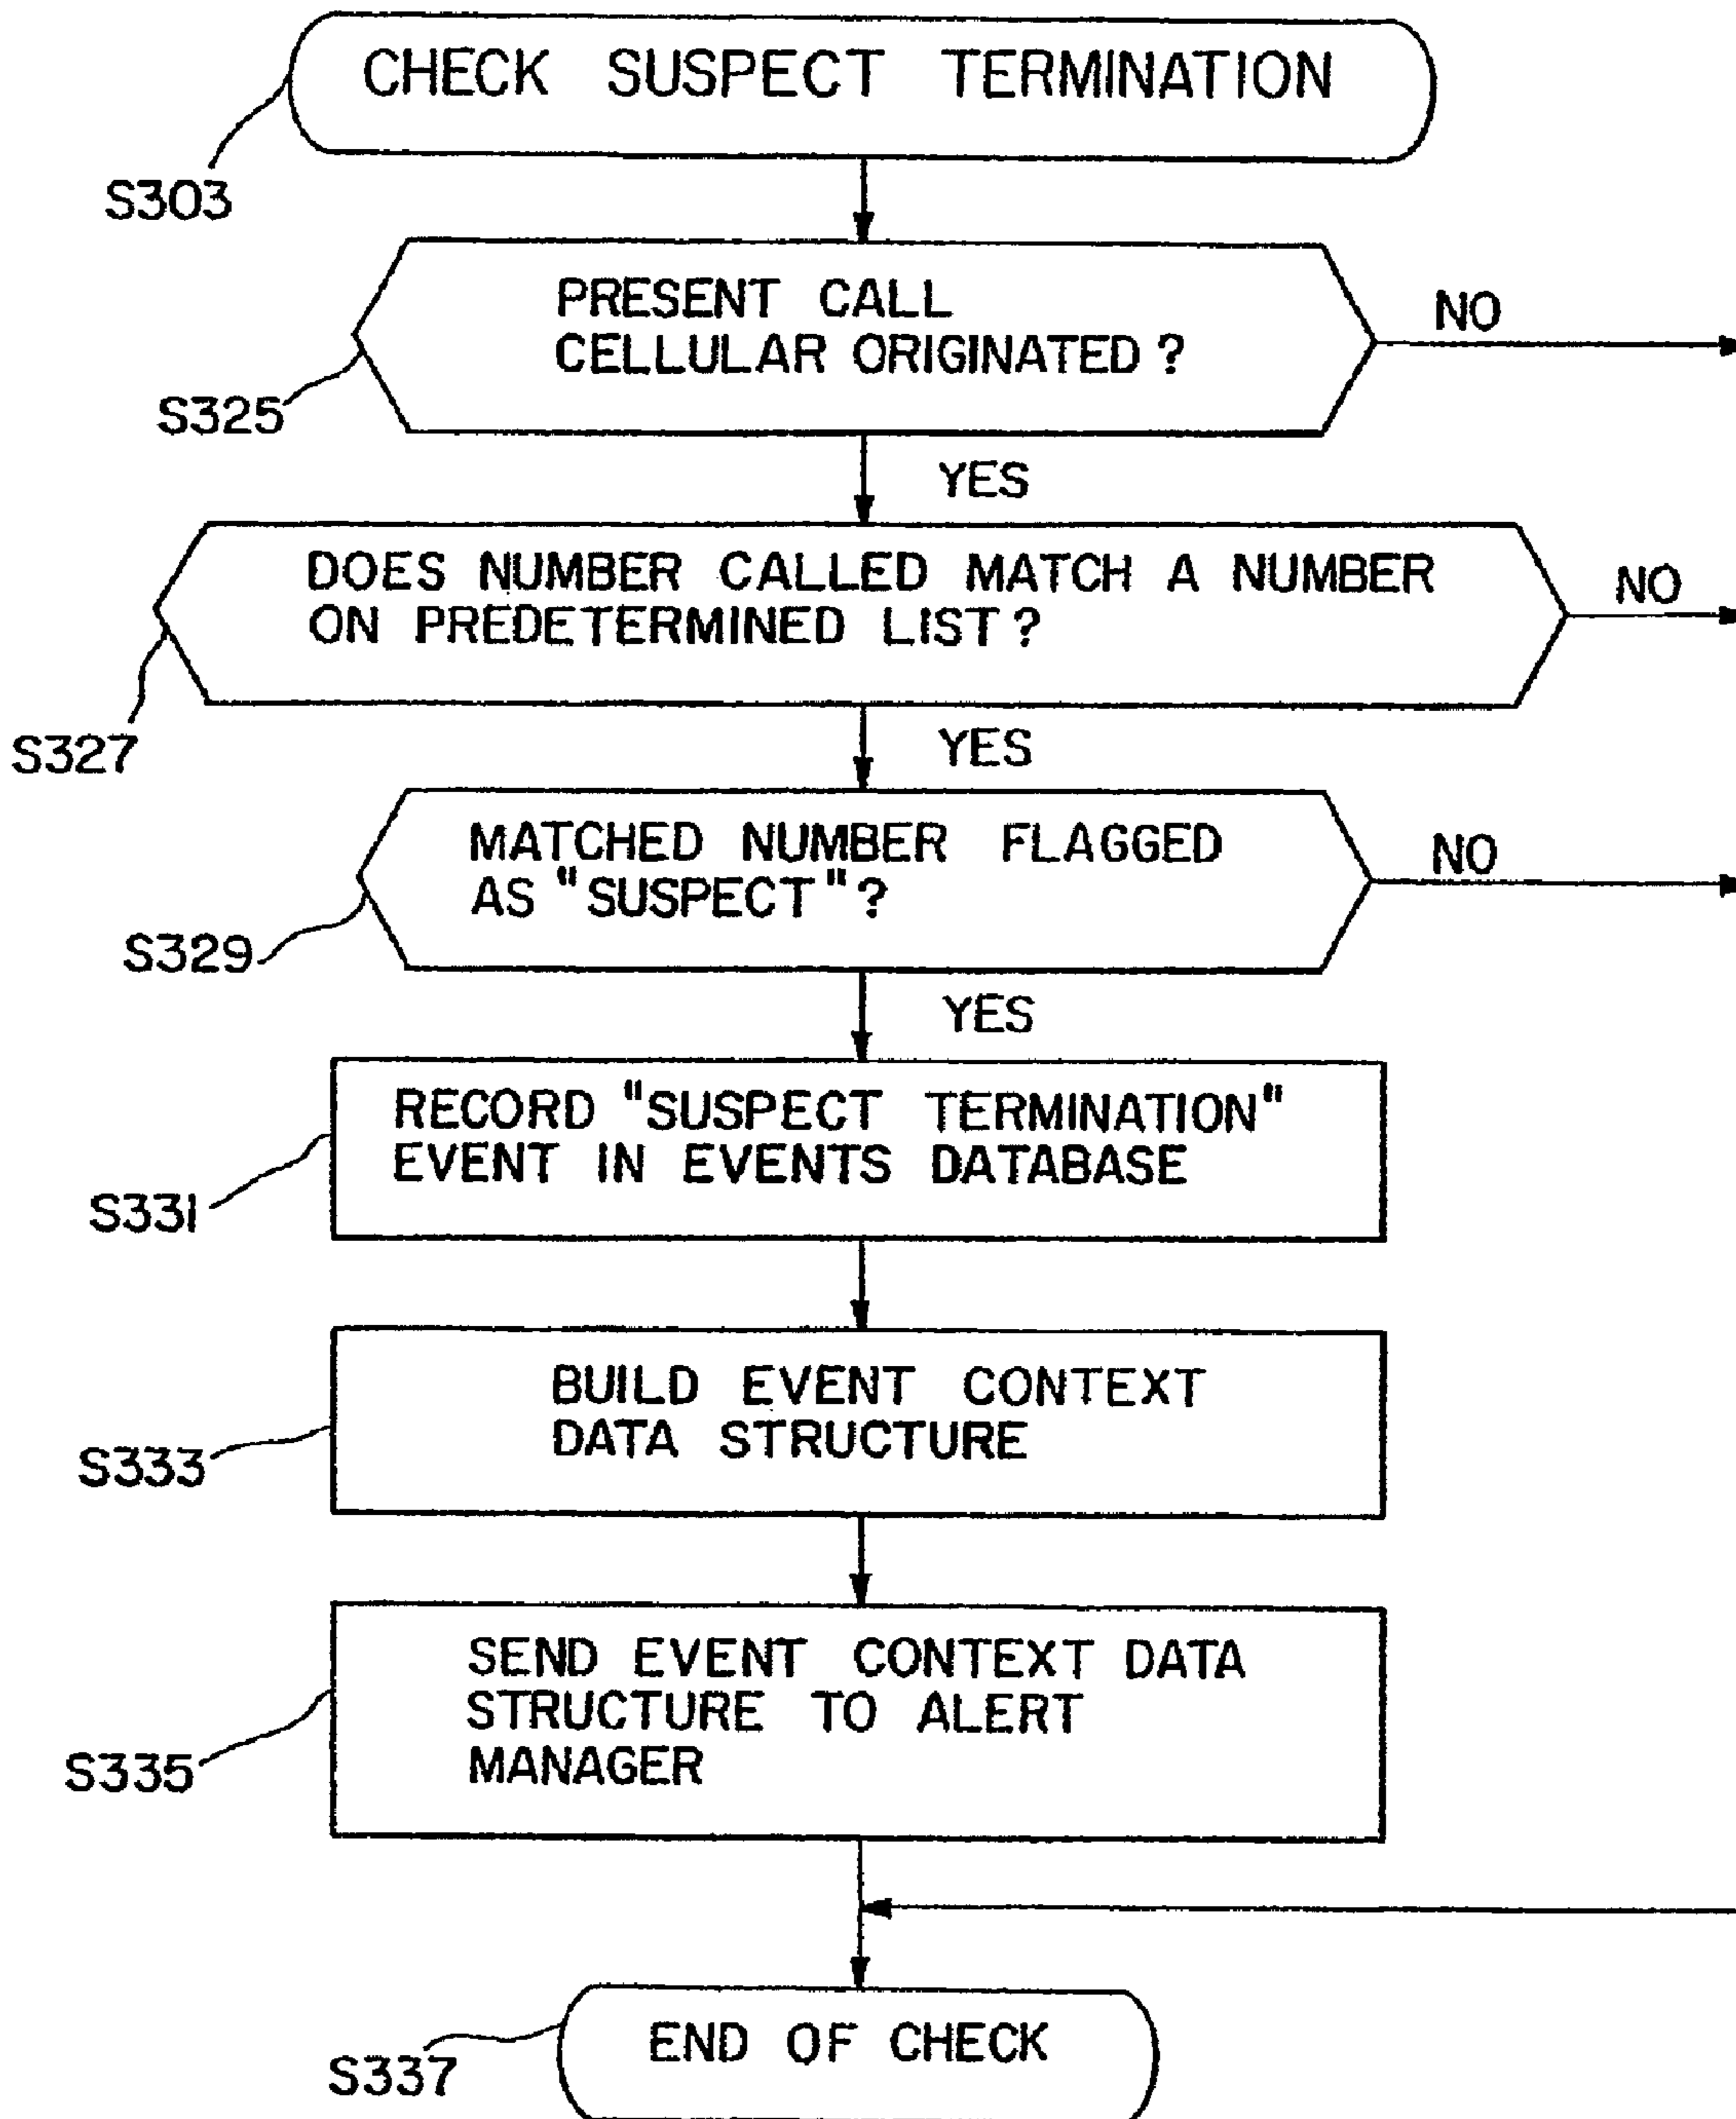 CHECK SUSPECT TERMINATION
S303
PRESENT CALL
CELLULAR ORIGINATED?
NO
S325
YES
DOES NUMBER CALLED MATCH A NUMBER
ON PREDETERMINED LIST?
NO
S327
YES
MATCHED NUMBER FLAGGED
AS "SUSPECT"?
NO
S329
YES
RECORD "SUSPECT TERMINATION"
EVENT IN EVENTS DATABASE
S331
BUILD EVENT CONTEXT
DATA STRUCTURE
S333
SEND EVENT CONTEXT DATA
STRUCTURE TO ALERT
MANAGER
S335
END OF CHECK
S337